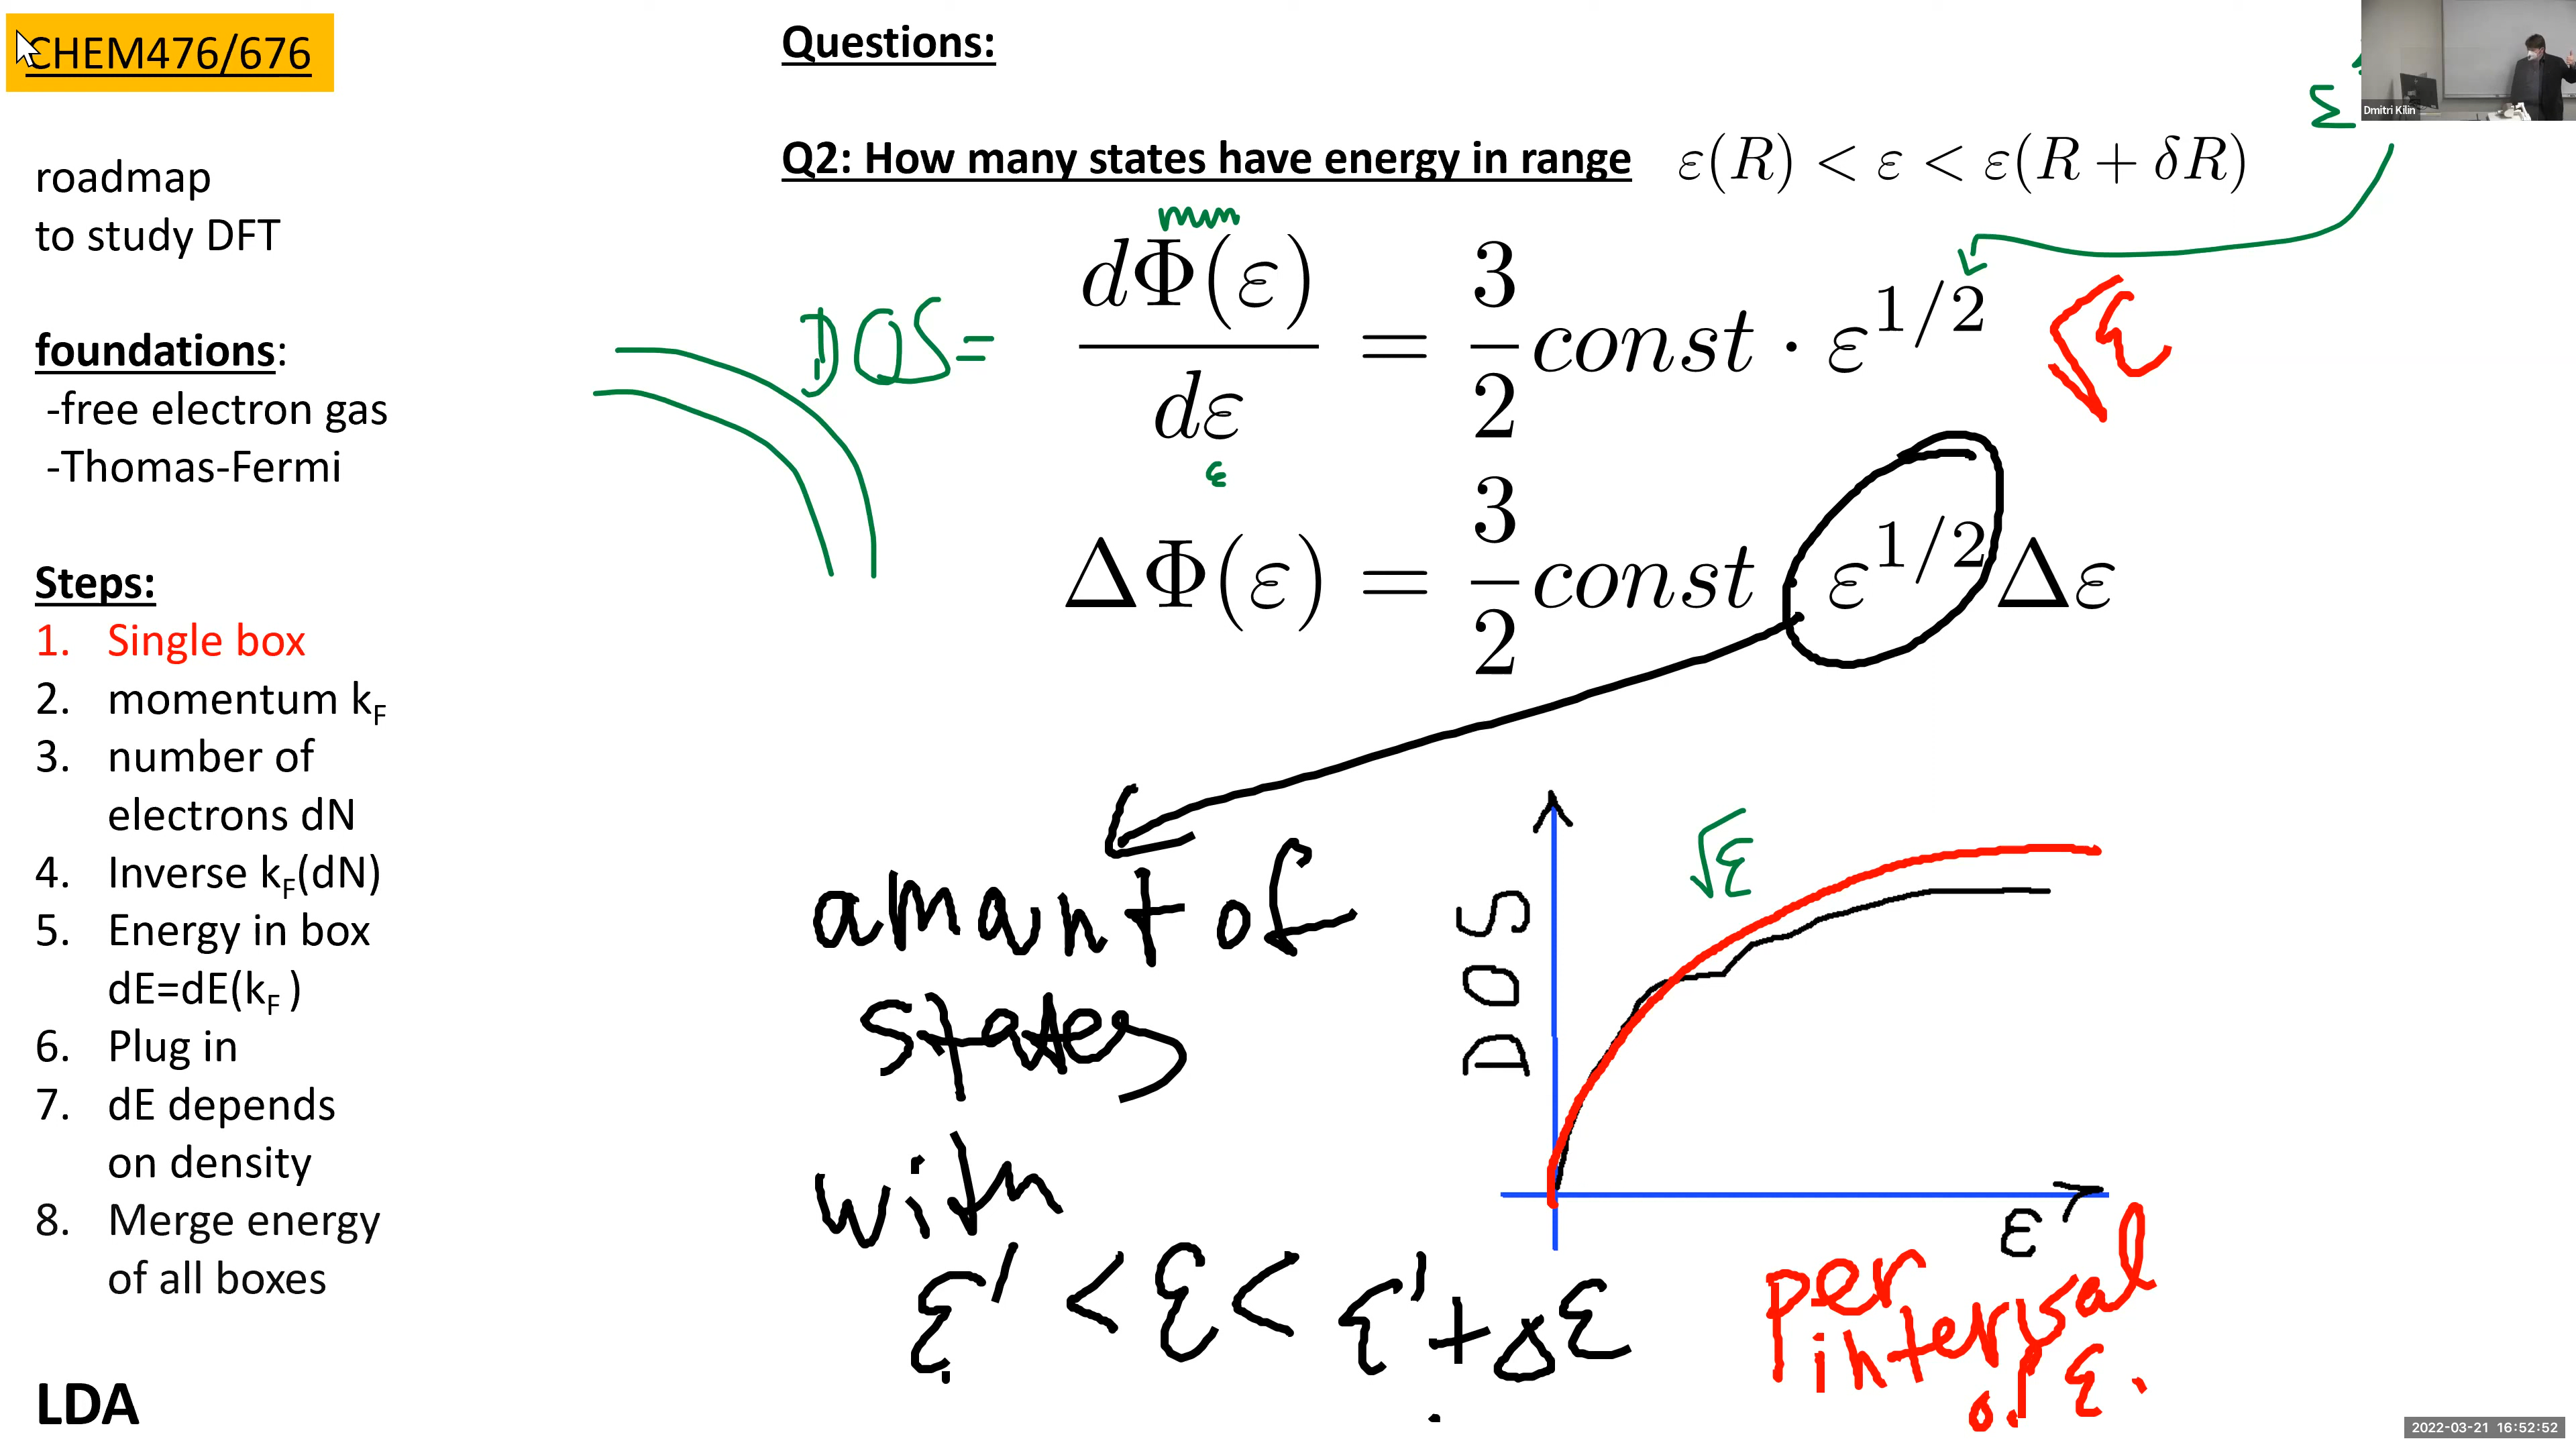 CHEM476/676
roadmap
to study DFT
foundations:
-free electron gas
-Thomas-Fermi
Steps:
1. Single box
2. momentum k_F
3. number of
electrons dN
4. Inverse k_F(dN)
5. Energy in box
dE=dE(k_F )
6. Plug in
7. dE depends
on density
8. Merge energy
of all boxes
LDA
Questions:
Q2: How many states have energy in range ε(R) < ε < ε(R + δR)
DOS = dΦ(ε)/dε = 3/2 const · ε^{1/2} √ε
ε
ΔΦ(ε) = 3/2 const ε^{1/2} Δε
amant of
states
with
ε' < ε < ε' + Δε
DOS
√ε
ε
per
interval
of ε.
Σ
Dmitri Kilin
2022-03-21 16:52:52